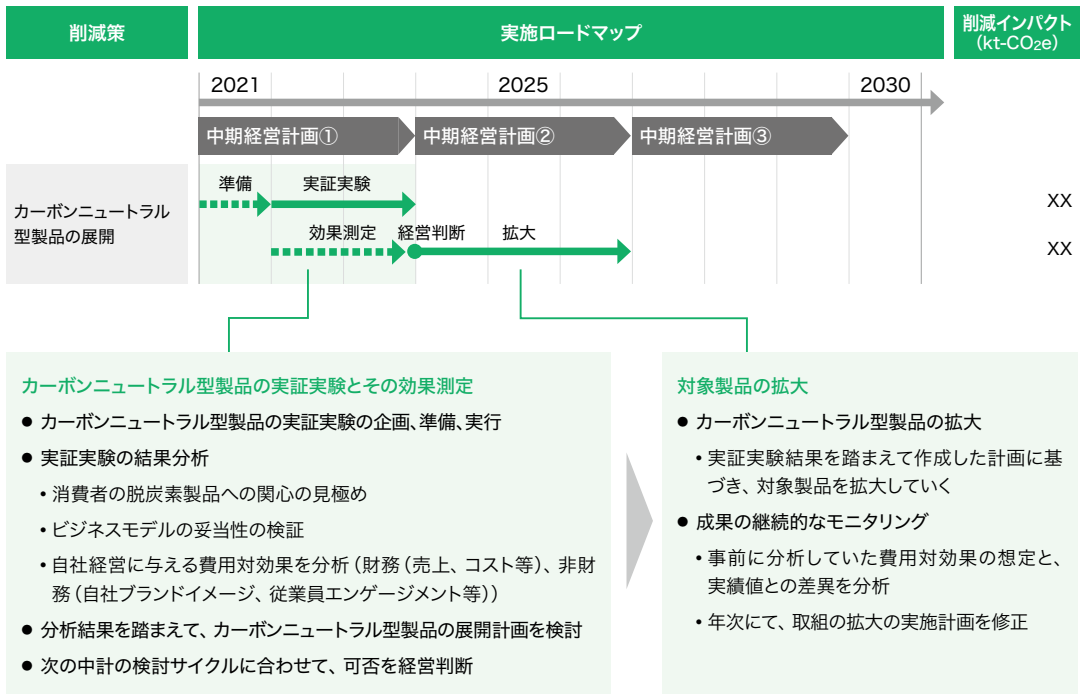 削減策
実施ロードマップ
削減インパクト
(kt-CO2e)
2021
2025
2030
中期経営計画①
中期経営計画②
中期経営計画③
カーボンニュートラル
型製品の展開
準備
実証実験
XX
効果測定
経営判断
拡大
XX
カーボンニュートラル型製品の実証実験とその効果測定
● カーボンニュートラル型製品の実証実験の企画、準備、実行
● 実証実験の結果分析
• 消費者の脱炭素製品への関心の見極め
• ビジネスモデルの妥当性の検証
• 自社経営に与える費用対効果を分析（財務（売上、コスト等）、非財
務（自社ブランドイメージ、従業員エンゲージメント等））
● 分析結果を踏まえて、カーボンニュートラル型製品の展開計画を検討
● 次の中計の検討サイクルに合わせて、可否を経営判断
対象製品の拡大
● カーボンニュートラル型製品の拡大
• 実証実験結果を踏まえて作成した計画に基
づき、対象製品を拡大していく
● 成果の継続的なモニタリング
• 事前に分析していた費用対効果の想定と、
実績値との差異を分析
• 年次にて、取組の拡大の実施計画を修正